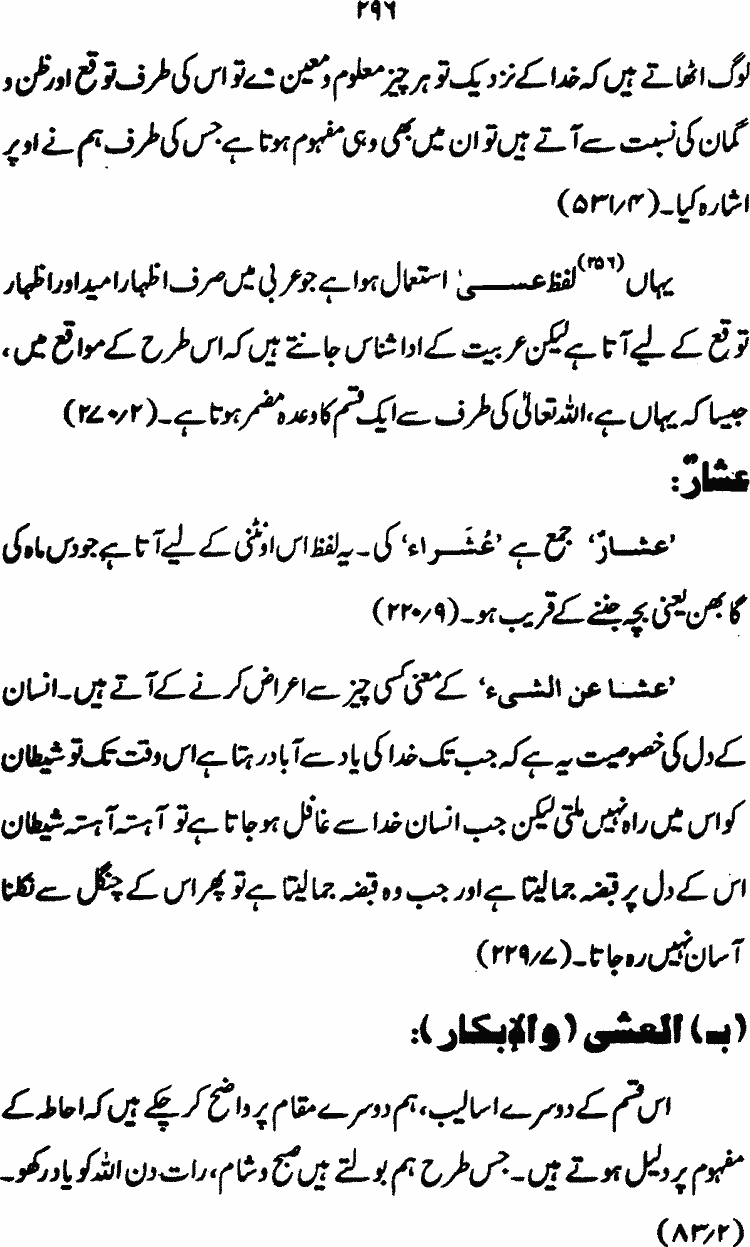 ۲۹۶
لوگ اٹھاتے ہیں کہ خدا کے نزدیک تو ہر چیز معلوم و معین ہے تو اس کی طرف توقع اور ظن و
گمان کی نسبت سے آتے ہیں تو ان میں بھی وہی مفہوم ہوتا ہے جس کی طرف ہم نے اوپر
اشارہ کیا۔ (۵۳۱/۴)
یہاں (۲۵۶) لفظ عســـیٰ استعمال ہوا ہے جو عربی میں صرف اظہار امید اور اظہار
توقع کے لیے آتا ہے لیکن عربیت کے اداشناس جانتے ہیں کہ اس طرح کے مواقع میں،
جیسا کہ یہاں ہے، اللہ تعالیٰ کی طرف سے ایک قسم کا وعدہ مضمر ہوتا ہے۔ (۲۷۰/۲)
عشارٌ:
’عشـارٌ‘ جمع ہے ’عُشَـراء‘ کی۔ یہ لفظ اس اونٹنی کے لیے آتا ہے جو دس ماہ کی
گابھن یعنی بچہ جننے کے قریب ہو۔ (۲۲۰/۹)
’عشـا عن الشیء‘ کے معنی کسی چیز سے اعراض کرنے کے آتے ہیں۔ انسان
کے دل کی خصوصیت یہ ہے کہ جب تک خدا کی یاد سے آباد رہتا ہے اس وقت تک تو شیطان
کو اس میں راہ نہیں ملتی لیکن جب انسان خدا سے غافل ہو جاتا ہے تو آہستہ آہستہ شیطان
اس کے دل پر قبضہ جما لیتا ہے اور جب وہ قبضہ جما لیتا ہے تو پھر اس کے چنگل سے نکلنا
آسان نہیں رہ جاتا۔ (۲۲۹/۷)
(بـ) العشی (والإبکار):
اس قسم کے دوسرے اسالیب، ہم دوسرے مقام پر واضح کر چکے ہیں کہ احاطہ کے
مفہوم پر دلیل ہوتے ہیں۔ جس طرح ہم بولتے ہیں صبح و شام، رات دن اللہ کو یاد رکھو۔
(۸۳/۲)